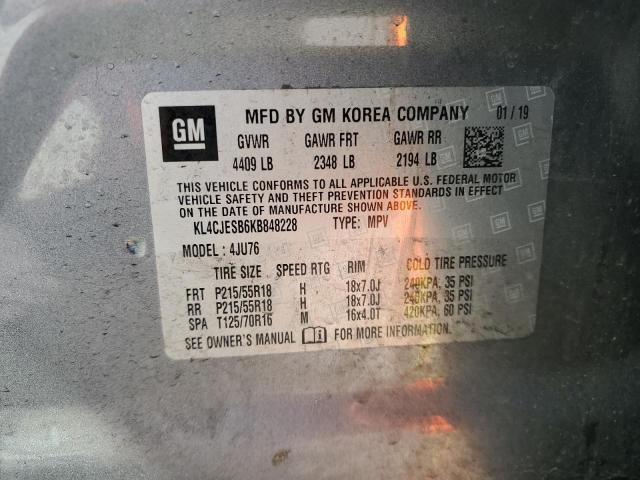 GM MFD BY GM KOREA COMPANY 01 / 19
GVWR GAWR FRT GAWR RR
4409 LB 2348 LB 2194 LB
THIS VEHICLE CONFORMS TO ALL APPLICABLE U.S. FEDERAL MOTOR
VEHICLE SAFETY AND THEFT PREVENTION STANDARDS IN EFFECT
ON THE DATE OF MANUFACTURE SHOWN ABOVE.
KL4CJESB6KB848228 TYPE: MPV
MODEL: 4JU76
TIRE SIZE SPEED RTG RIM COLD TIRE PRESSURE
FRT P215/55R18 H 18x7.0J 240KPA, 35 PSI
RR P215/55R18 H 18x7.0J 240KPA, 35 PSI
SPA T125/70R16 M 16x4.0T 420KPA, 60 PSI
SEE OWNER'S MANUAL FOR MORE INFORMATION.